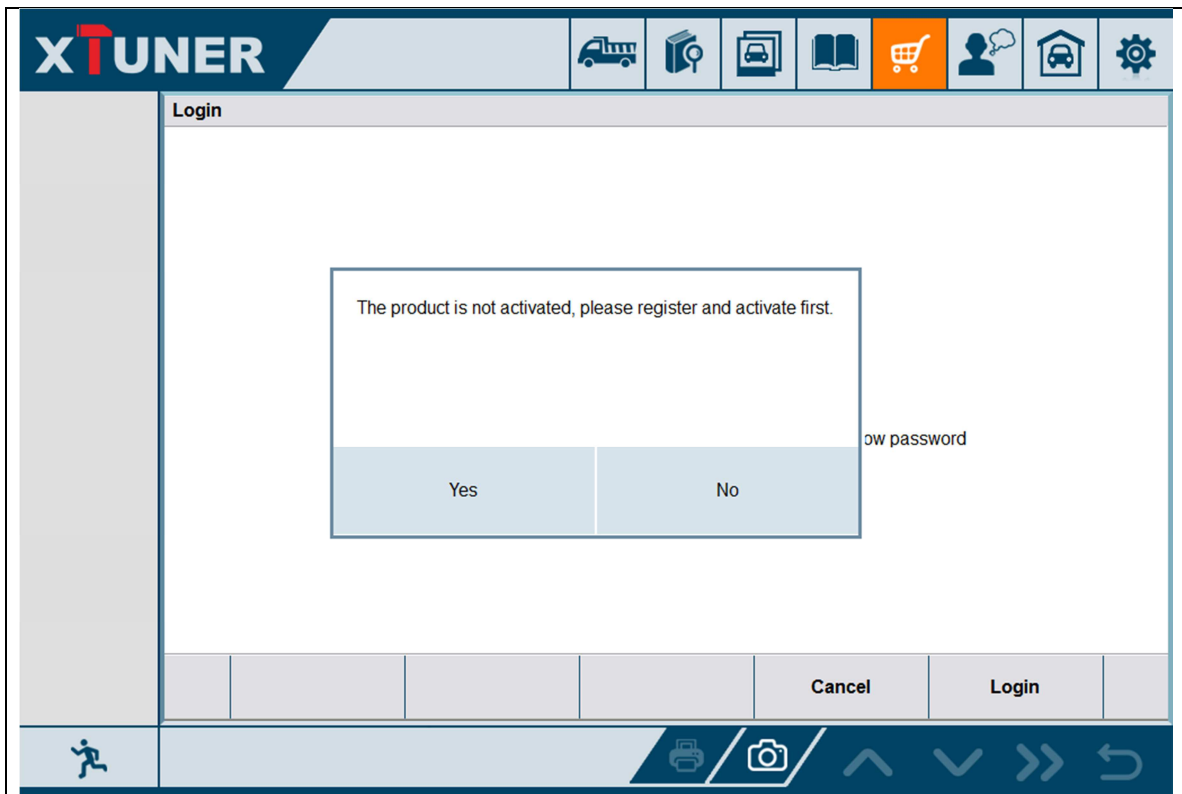 XTUNER
Login
The product is not activated, please register and activate first.
ow password
Yes
No
Cancel
Login